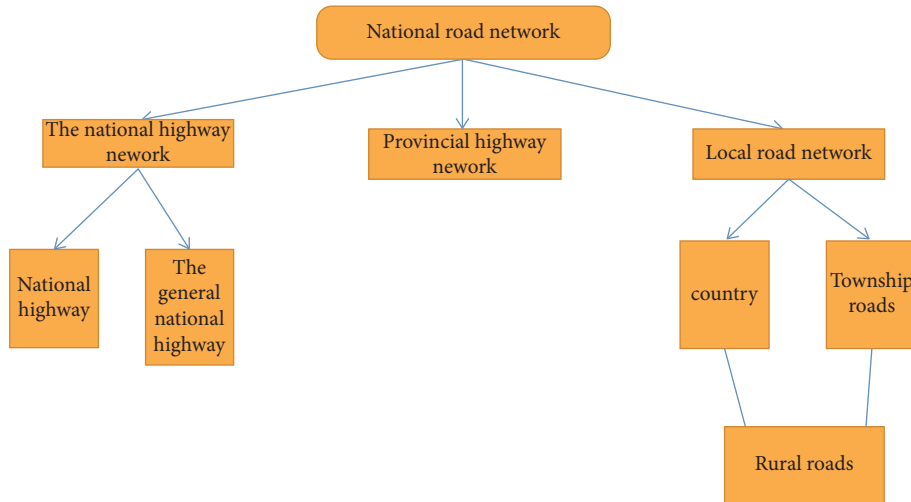 National road network
The national highway
nework
Provincial highway
nework
Local road network
National
highway
The
general
national
highway
country
Township
roads
Rural roads